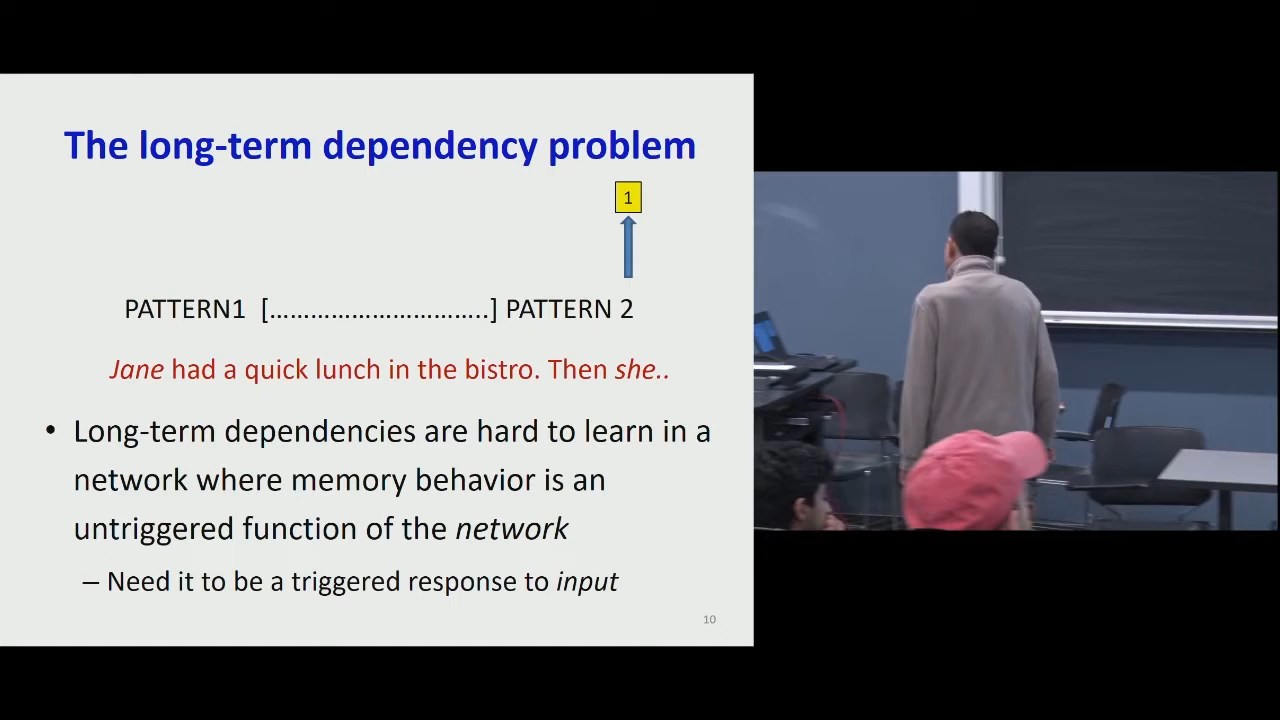 The long-term dependency problem
1
PATTERN1 [………………………..] PATTERN 2
Jane had a quick lunch in the bistro. Then she..
• Long-term dependencies are hard to learn in a
network where memory behavior is an
untriggered function of the network
– Need it to be a triggered response to input
10